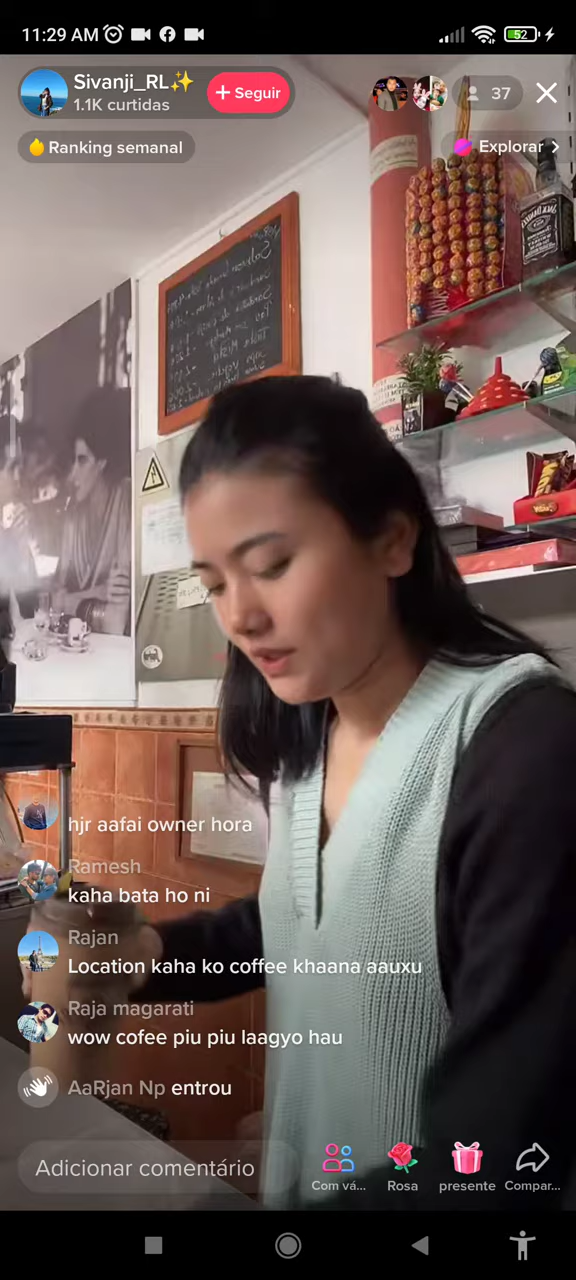 11:29 AM
52
Sivanji_RL✨
1.1K curtidas
+ Seguir
37
Ranking semanal
Explorar >
hjr aafai owner hora
Ramesh
kaha bata ho ni
Rajan
Location kaha ko coffee khaana aauxu
Raja magarati
wow cofee piu piu laagyo hau
AaRjan Np entrou
Adicionar comentário
Com vá...
Rosa
presente
Compar...